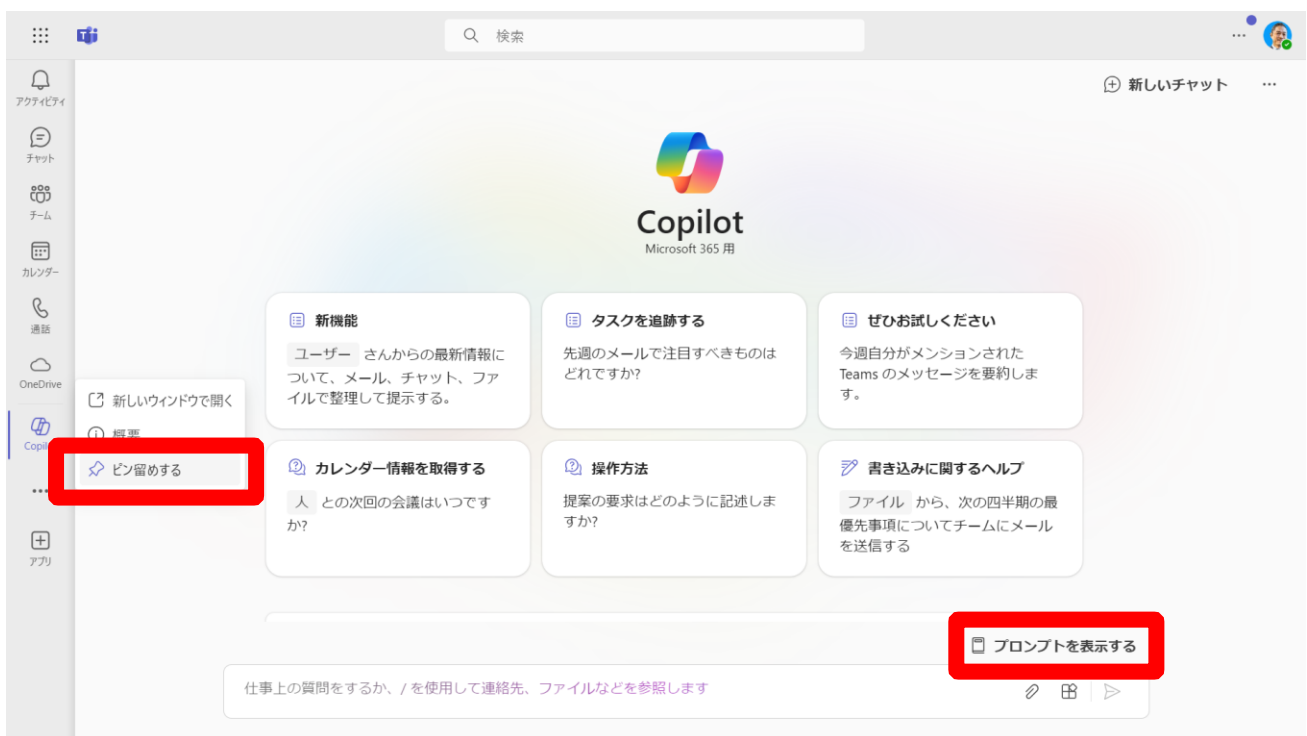 検索
アクティビティ
チャット
チーム
カレンダー
通話
OneDrive
アプリ
新しいウィンドウで開く
概要
ピン留めする
新しいチャット
Copilot
Microsoft 365 用
新機能
ユーザー さんからの最新情報に
ついて、メール、チャット、ファ
イルで整理して提示する。
タスクを追跡する
先週のメールで注目すべきものは
どれですか?
ぜひお試しください
今週自分がメンションされた
Teams のメッセージを要約しま
す。
カレンダー情報を取得する
人 との次回の会議はいつです
か?
操作方法
提案の要求はどのように記述しま
すか?
書き込みに関するヘルプ
ファイル から、次の四半期の最
優先事項についてチームにメール
を送信する
プロンプトを表示する
仕事上の質問をするか、/ を使用して連絡先、ファイルなどを参照します